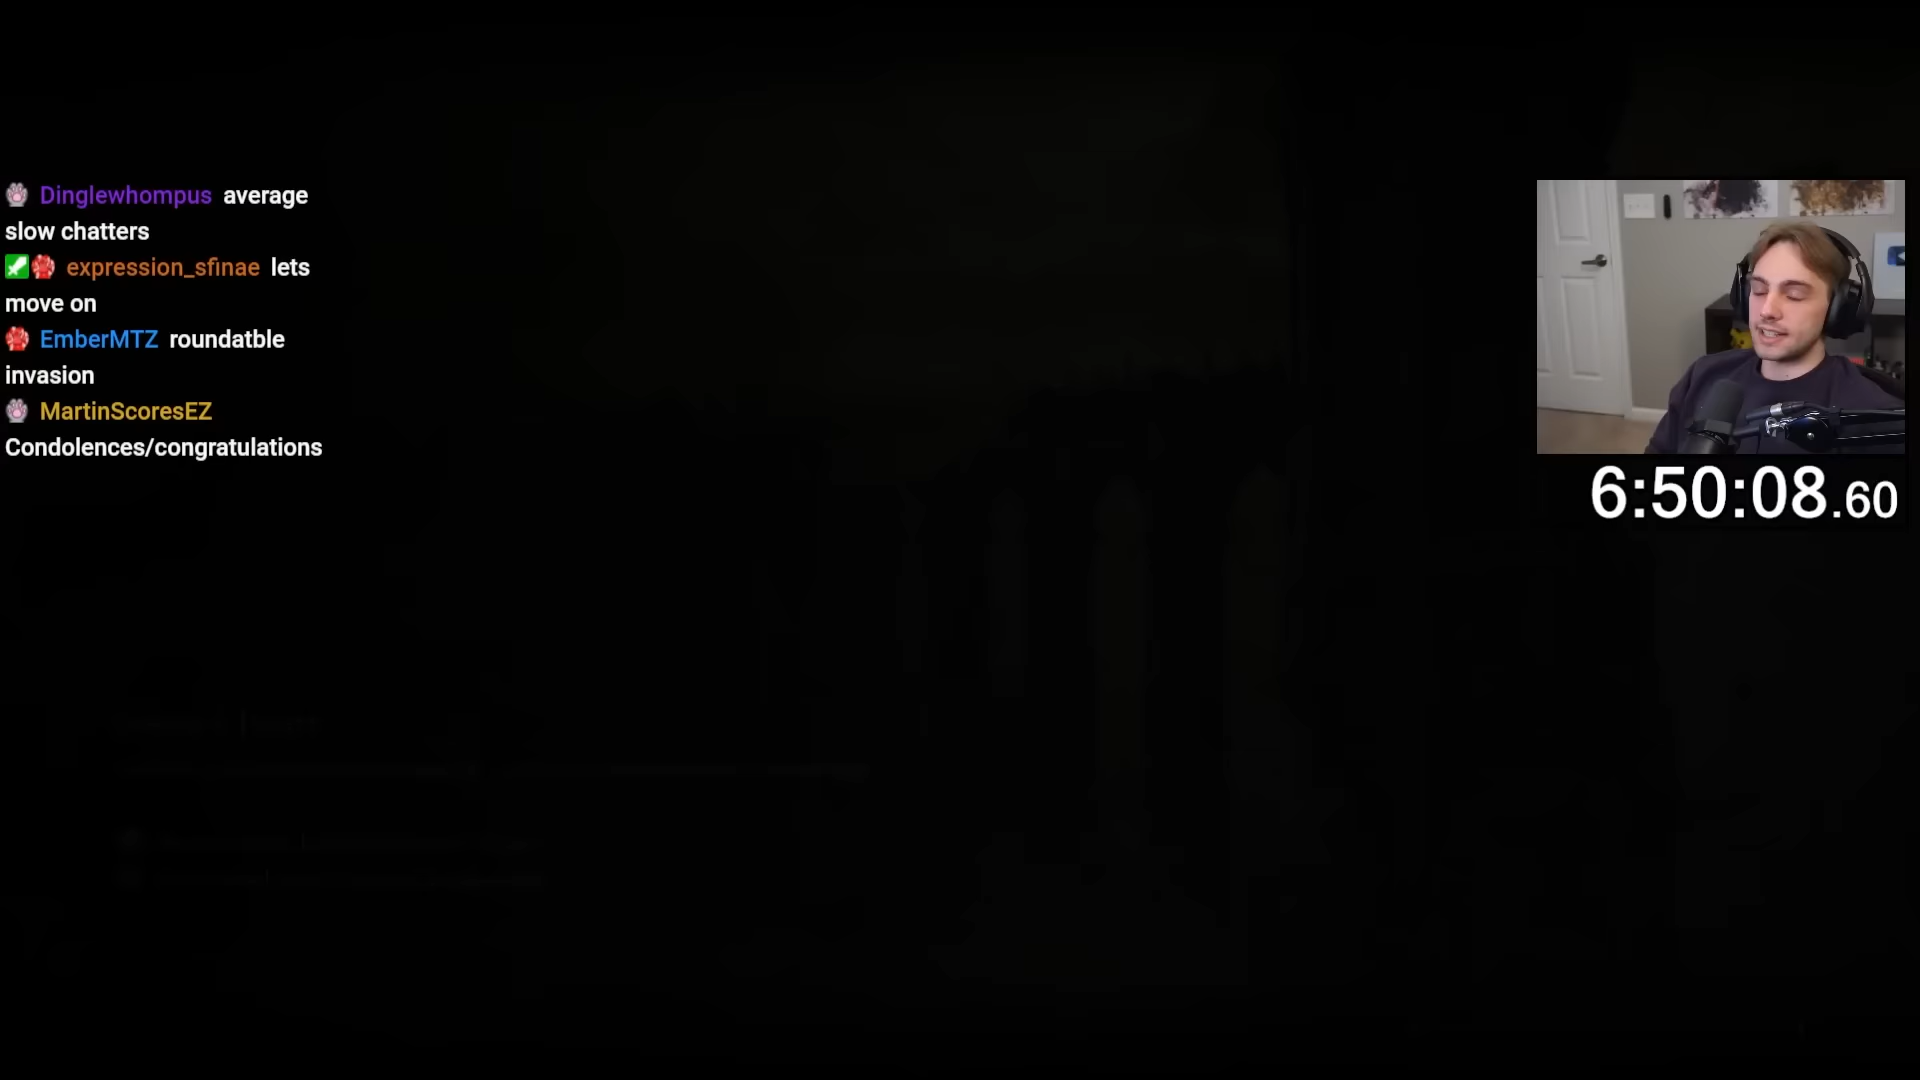 Dinglewhompus average
slow chatters
expression_sfinae lets
move on
EmberMTZ roundatble
invasion
MartinScoresEZ
Condolences/congratulations
6:50:08.60